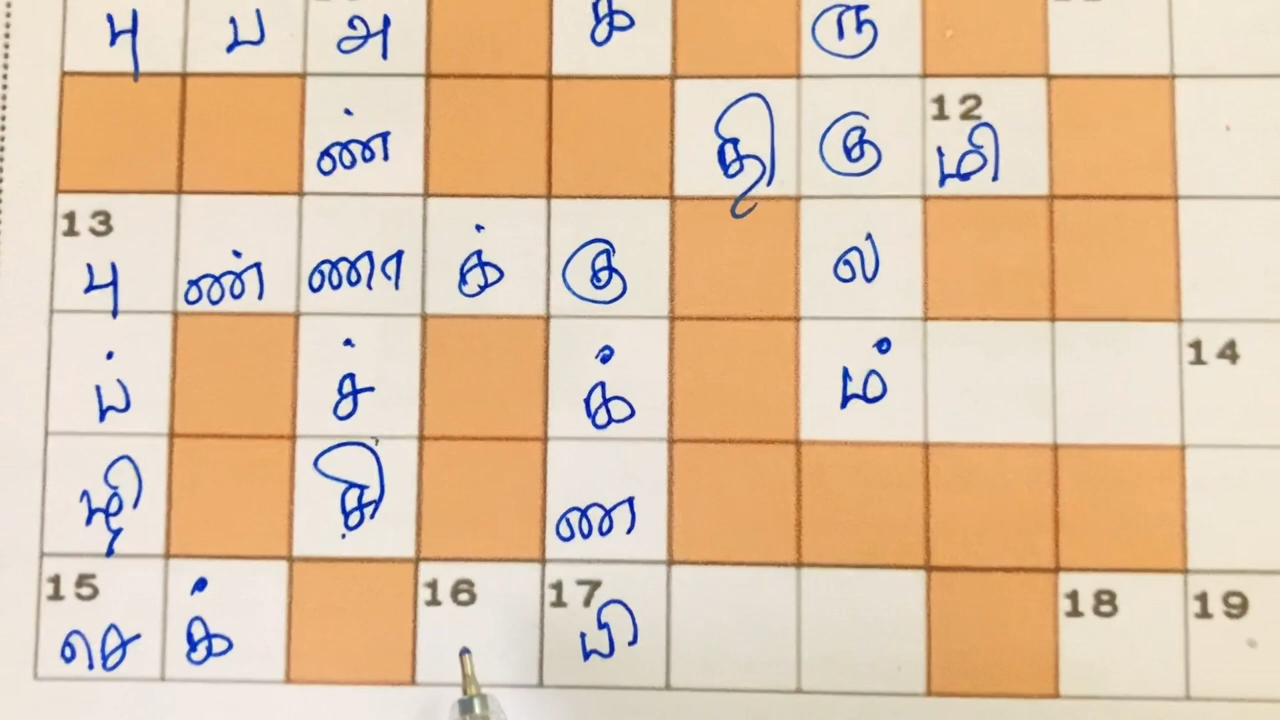 பு ப அ க ரு
ண் தி கு 12 மி
13 பு ண் ணா க் கு ல்
ப் ச் க் ம் 14
ழி சி ண
15 செ க் 16 17 பி 18 19